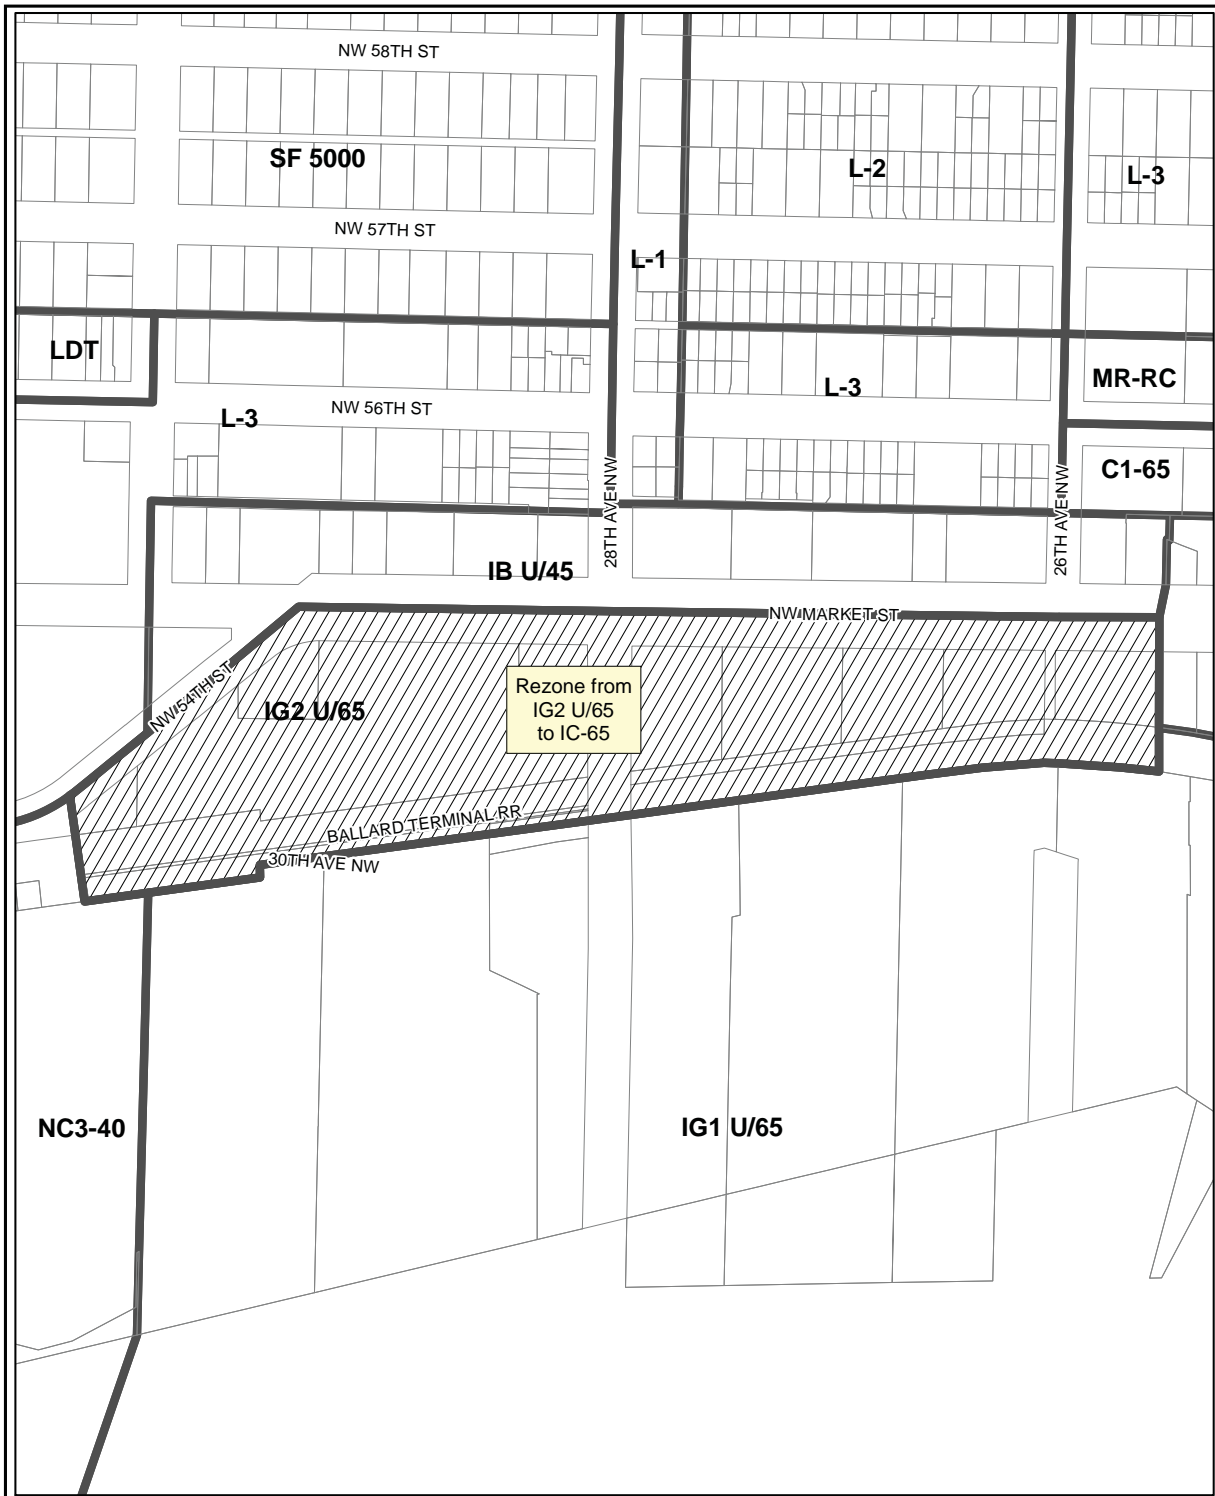 NW 58TH ST
SF 5000
L-2
L-3
NW 57TH ST
L-1
LDT
MR-RC
L-3
NW 56TH ST
L-3
C1-65
28TH AVE NW
26TH AVE NW
IB U/45
NW MARKET ST
NW 54TH ST
IG2 U/65
Rezone from
IG2 U/65
to IC-65
BALLARD TERMINAL RR
30TH AVE NW
NC3-40
IG1 U/65